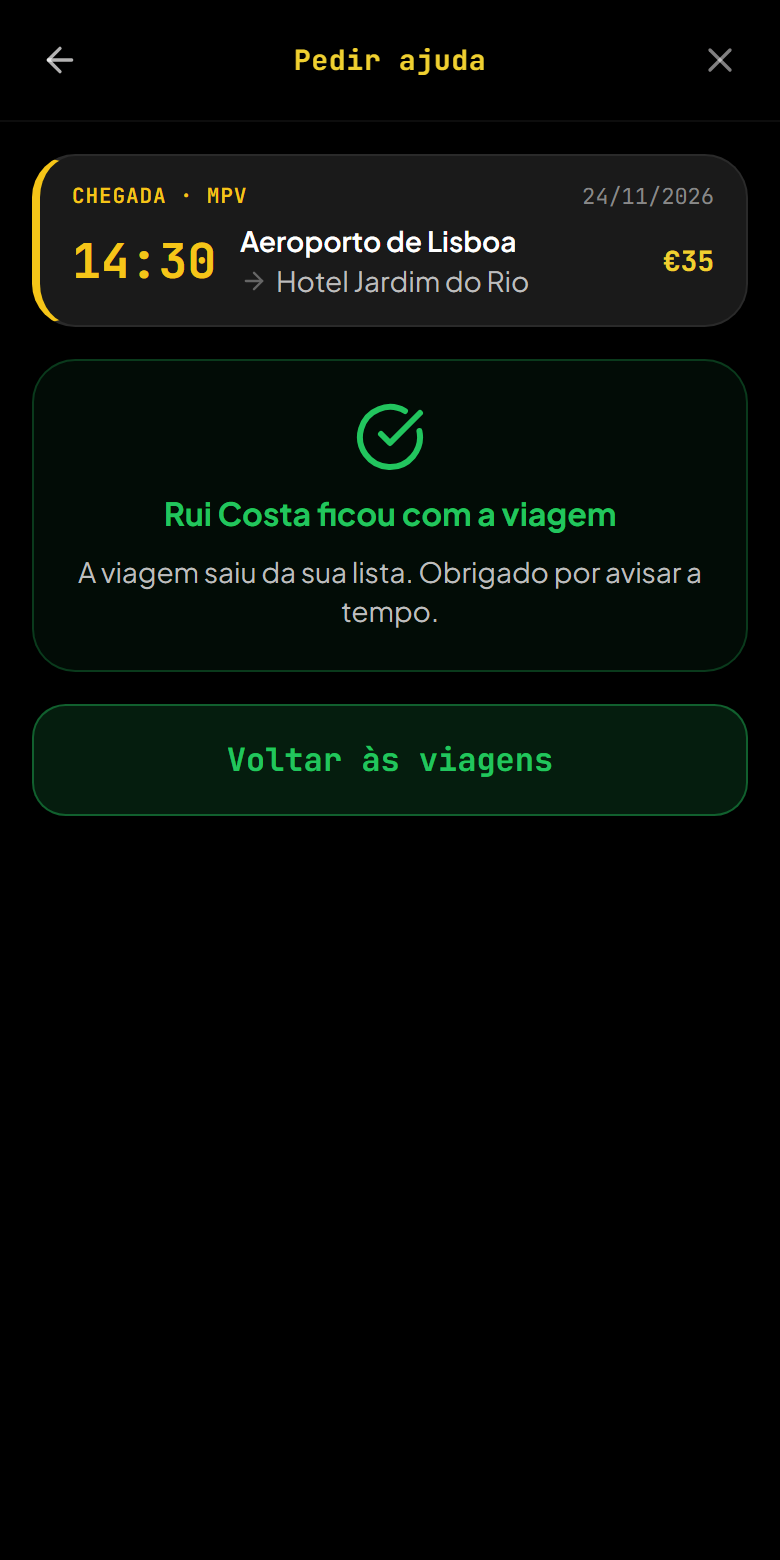 Pedir ajuda
CHEGADA · MPV
24/11/2026
14:30
Aeroporto de Lisboa
→ Hotel Jardim do Rio
€35
Rui Costa ficou com a viagem
A viagem saiu da sua lista. Obrigado por avisar a
tempo.
Voltar às viagens